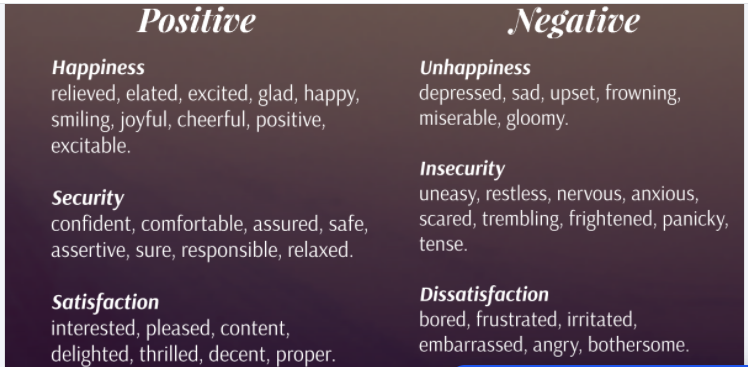 Positive
Happiness
relieved, elated, excited, glad, happy,
smiling, joyful, cheerful, positive,
excitable.
Security
confident, comfortable, assured, safe,
assertive, sure, responsible, relaxed.
Satisfaction
interested, pleased, content,
delighted, thrilled, decent, proper.
Negative
Unhappiness
depressed, sad, upset, frowning,
miserable, gloomy.
Insecurity
uneasy, restless, nervous, anxious,
scared, trembling, frightened, panicky,
tense.
Dissatisfaction
bored, frustrated, irritated,
embarrassed, angry, bothersome.